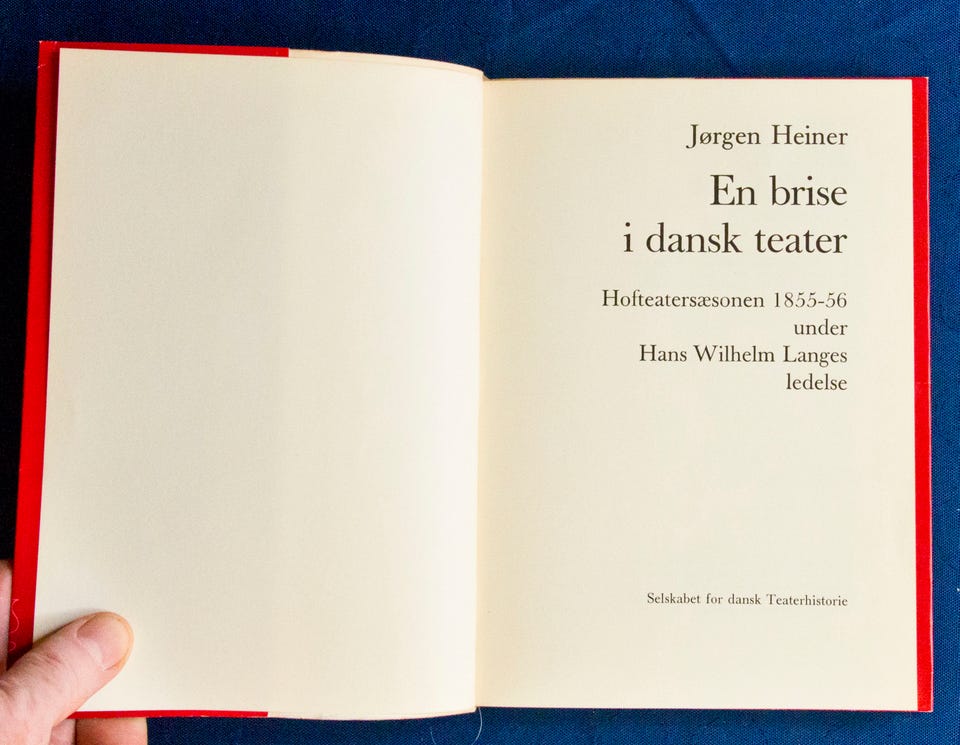 Jørgen Heiner
En brise
i dansk teater
Hofteatersæsonen 1855-56
under
Hans Wilhelm Langes
ledelse
Selskabet for dansk Teaterhistorie